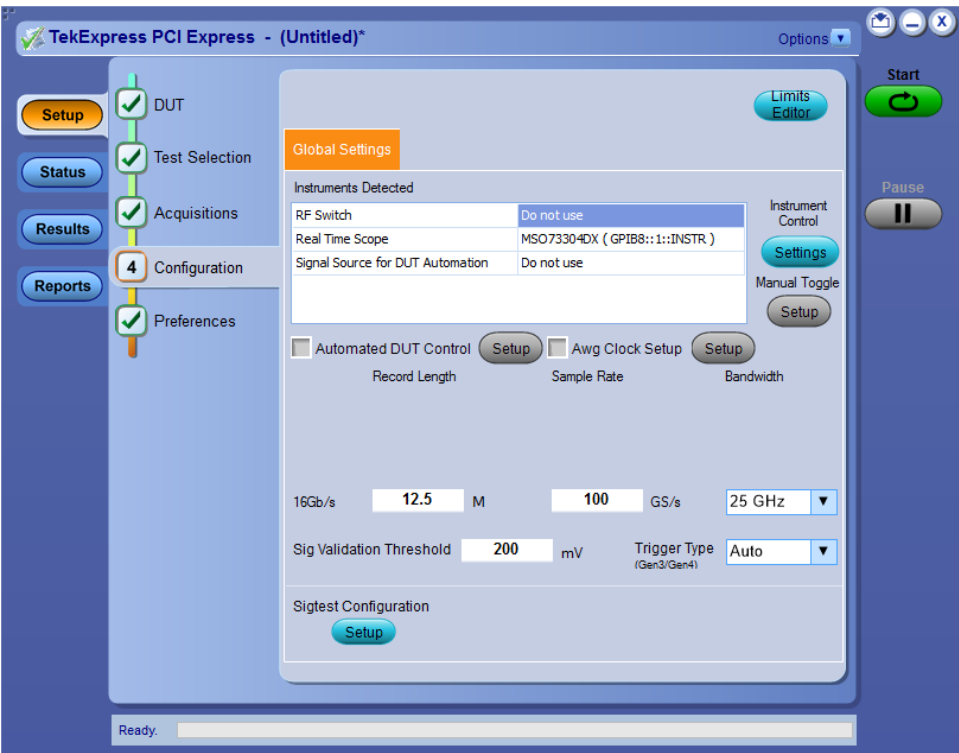 TekExpress PCI Express - (Untitled)*
Options
Start
Setup
DUT
Limits
Editor
Test Selection
Global Settings
Status
Instruments Detected
Pause
RF Switch
Do not use
Instrument
Control
Acquisitions
Results
Real Time Scope
MSO73304DX ( GPIB8::1::INSTR )
Settings
Signal Source for DUT Automation
Do not use
4
Configuration
Reports
Manual Toggle
Setup
Preferences
Automated DUT Control
Setup
Awg Clock Setup
Setup
Record Length
Sample Rate
Bandwidth
16Gb/s
12.5
M
100
GS/s
25 GHz
Sig Validation Threshold
200
mV
Trigger Type
(Gen3/Gen4)
Auto
Sigtest Configuration
Setup
Ready.